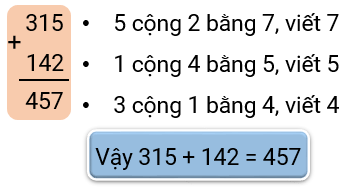 315 • 5 cộng 2 bằng 7, viết 7
+
142 • 1 cộng 4 bằng 5, viết 5
457 • 3 cộng 1 bằng 4, viết 4
Vậy 315 + 142 = 457